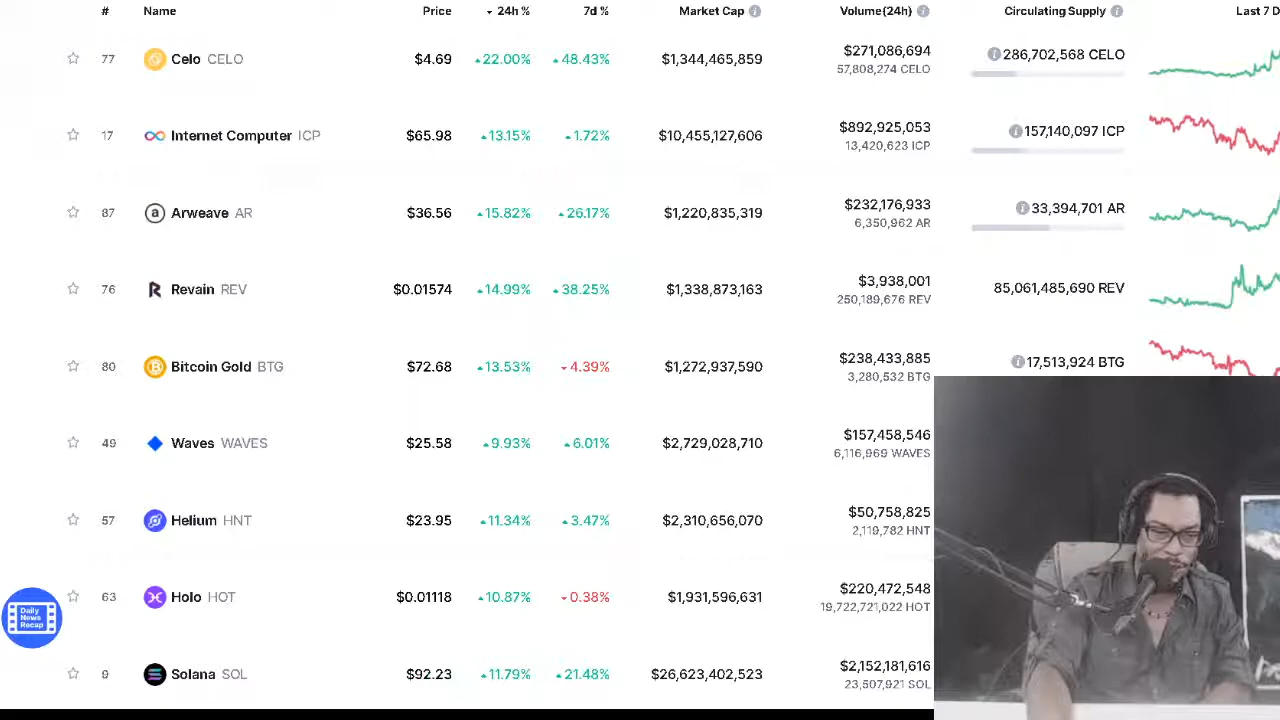 # Name Price 24h % 7d % Market Cap Volume(24h) Circulating Supply Last 7 D
77 Celo CELO $4.69 22.00% 48.43% $1,344,465,859 $271,086,694 286,702,568 CELO
57,808,274 CELO
17 Internet Computer ICP $65.98 13.15% 1.72% $10,455,127,606 $892,925,053 157,140,097 ICP
13,420,623 ICP
87 a Arweave AR $36.56 15.82% 26.17% $1,220,835,319 $232,176,933 33,394,701 AR
6,350,962 AR
76 Revain REV $0.01574 14.99% 38.25% $1,338,873,163 $3,938,001 85,061,485,690 REV
250,189,676 REV
80 Bitcoin Gold BTG $72.68 13.53% 4.39% $1,272,937,590 $238,433,885 17,513,924 BTG
3,280,532 BTG
49 Waves WAVES $25.58 9.93% 6.01% $2,729,028,710 $157,458,546
6,116,969 WAVES
57 Helium HNT $23.95 11.34% 3.47% $2,310,656,070 $50,758,825
2,119,782 HNT
63 Holo HOT $0.01118 10.87% 0.38% $1,931,596,631 $220,472,548
19,722,721,022 HOT
Daily
News
Recap
9 Solana SOL $92.23 11.79% 21.48% $26,623,402,523 $2,152,181,616
23,507,921 SOL